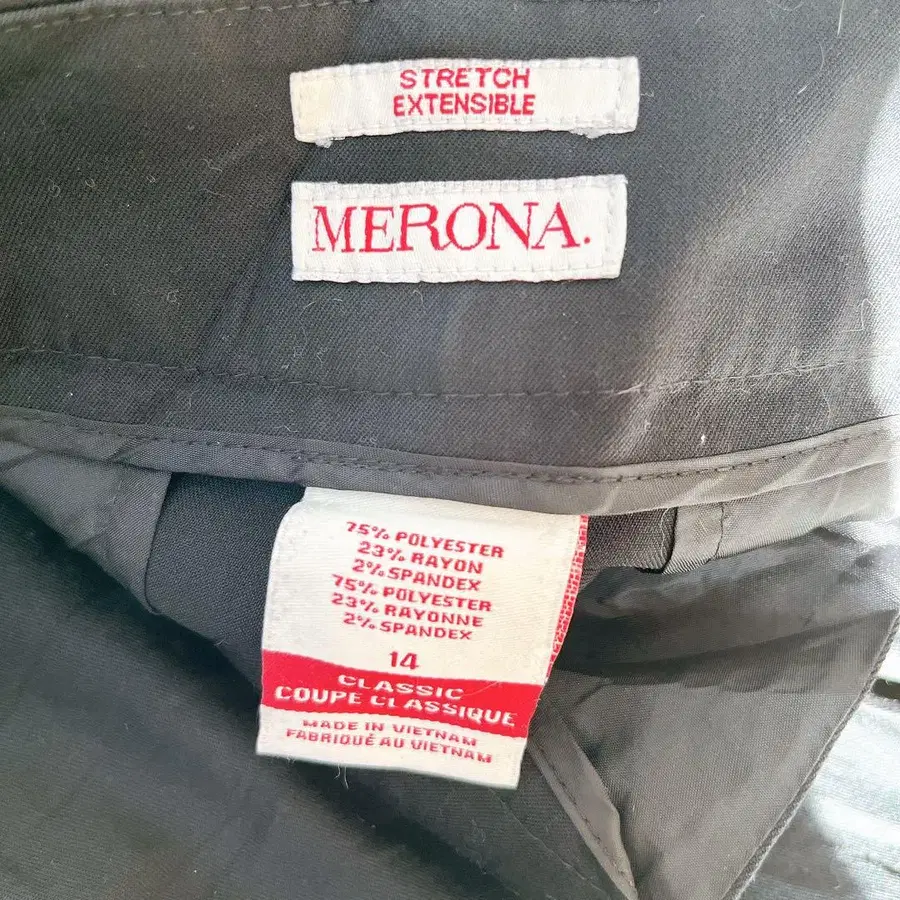 STRETCH
EXTENSIBLE
MERONA.
75% POLYESTER
23% RAYON
2% SPANDEX
75% POLYESTER
23% RAYONNE
2% SPANDEX
14
CLASSIC
COUPE CLASSIQUE
MADE IN VIETNAM
FABRIQUÉ AU VIETNAM